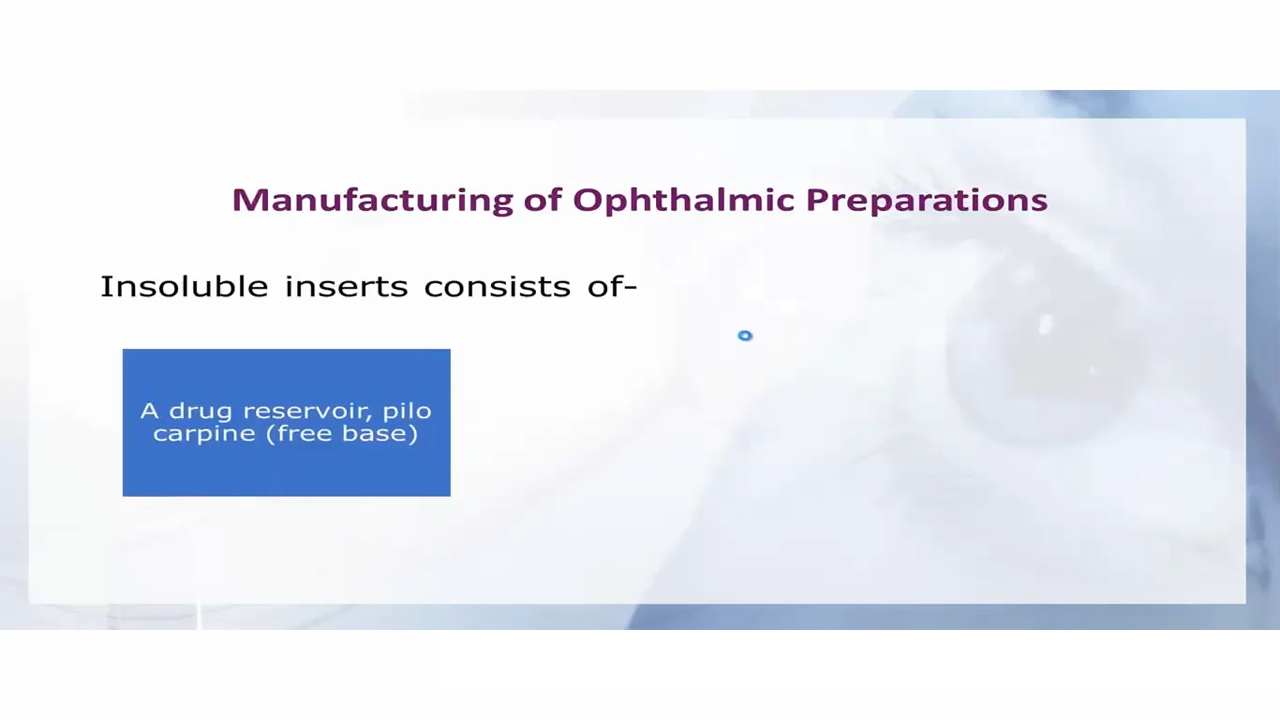 Manufacturing of Ophthalmic Preparations
Insoluble inserts consists of-
A drug reservoir, pilo
carpine (free base)